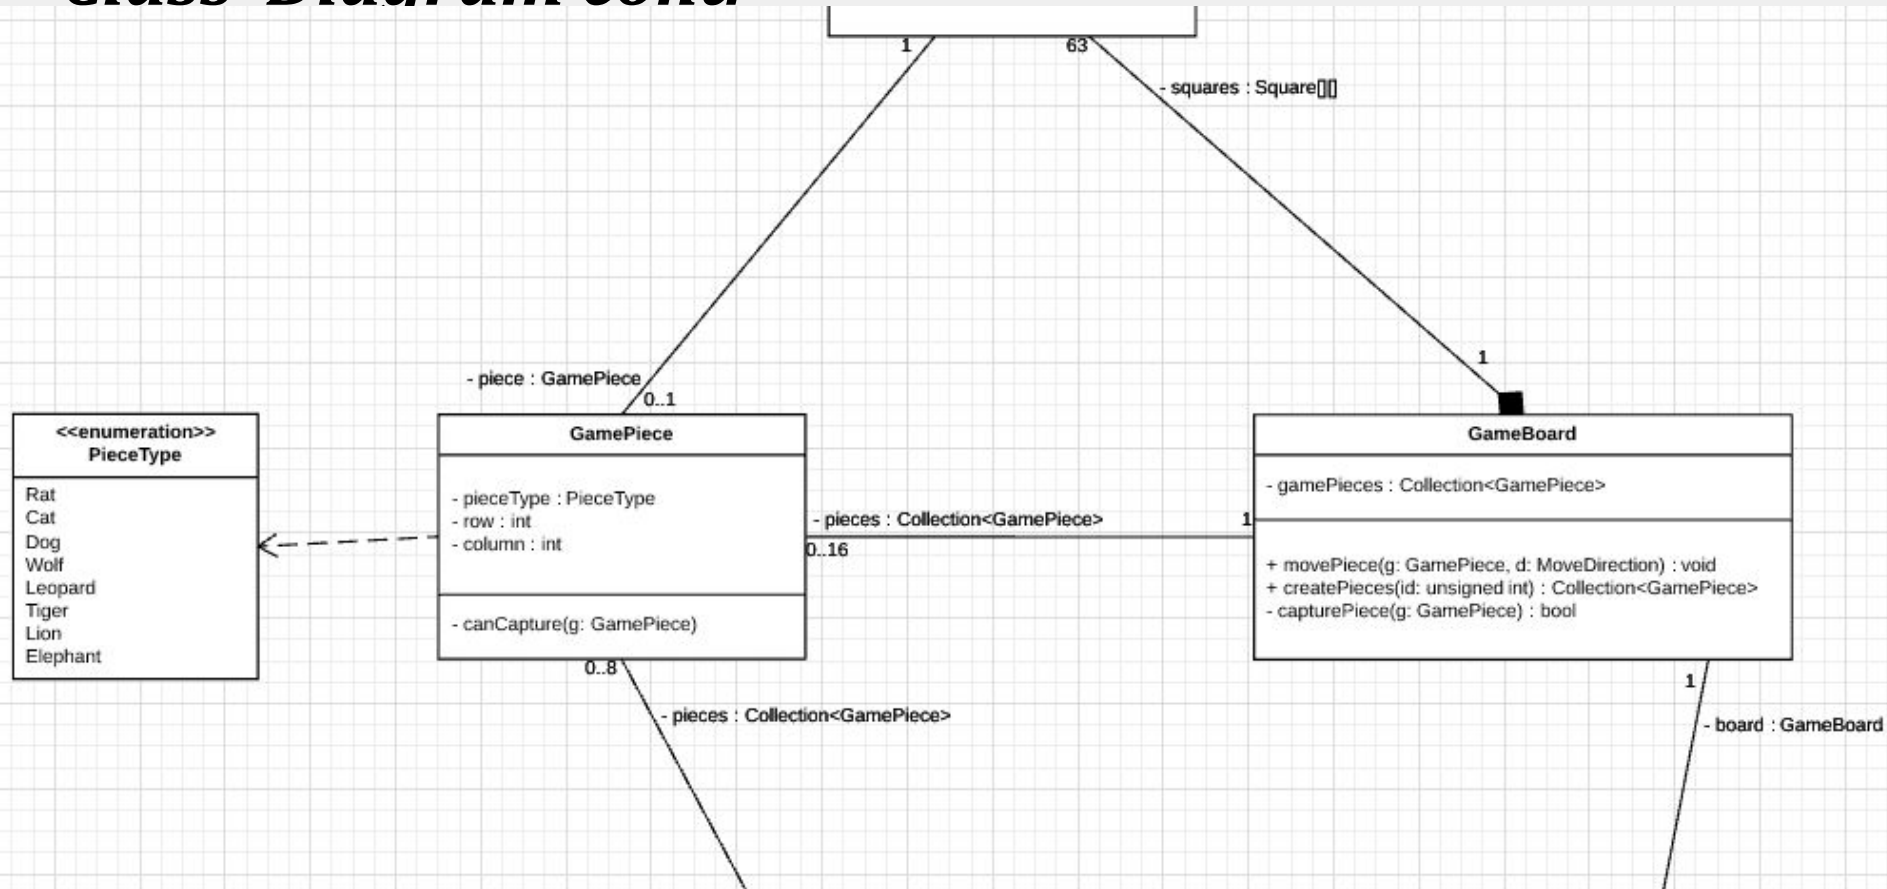 Class Diagram cont'd
1
63
- squares : Square[][]
1
- piece : GamePiece
0..1
<<enumeration>>
PieceType
Rat
Cat
Dog
Wolf
Leopard
Tiger
Lion
Elephant
GamePiece
- pieceType : PieceType
- row : int
- column : int
- canCapture(g: GamePiece)
- pieces : Collection<GamePiece>
0..16
1
GameBoard
- gamePieces : Collection<GamePiece>
+ movePiece(g: GamePiece, d: MoveDirection) : void
+ createPieces(id: unsigned int) : Collection<GamePiece>
- capturePiece(g: GamePiece) : bool
0..8
- pieces : Collection<GamePiece>
1
- board : GameBoard